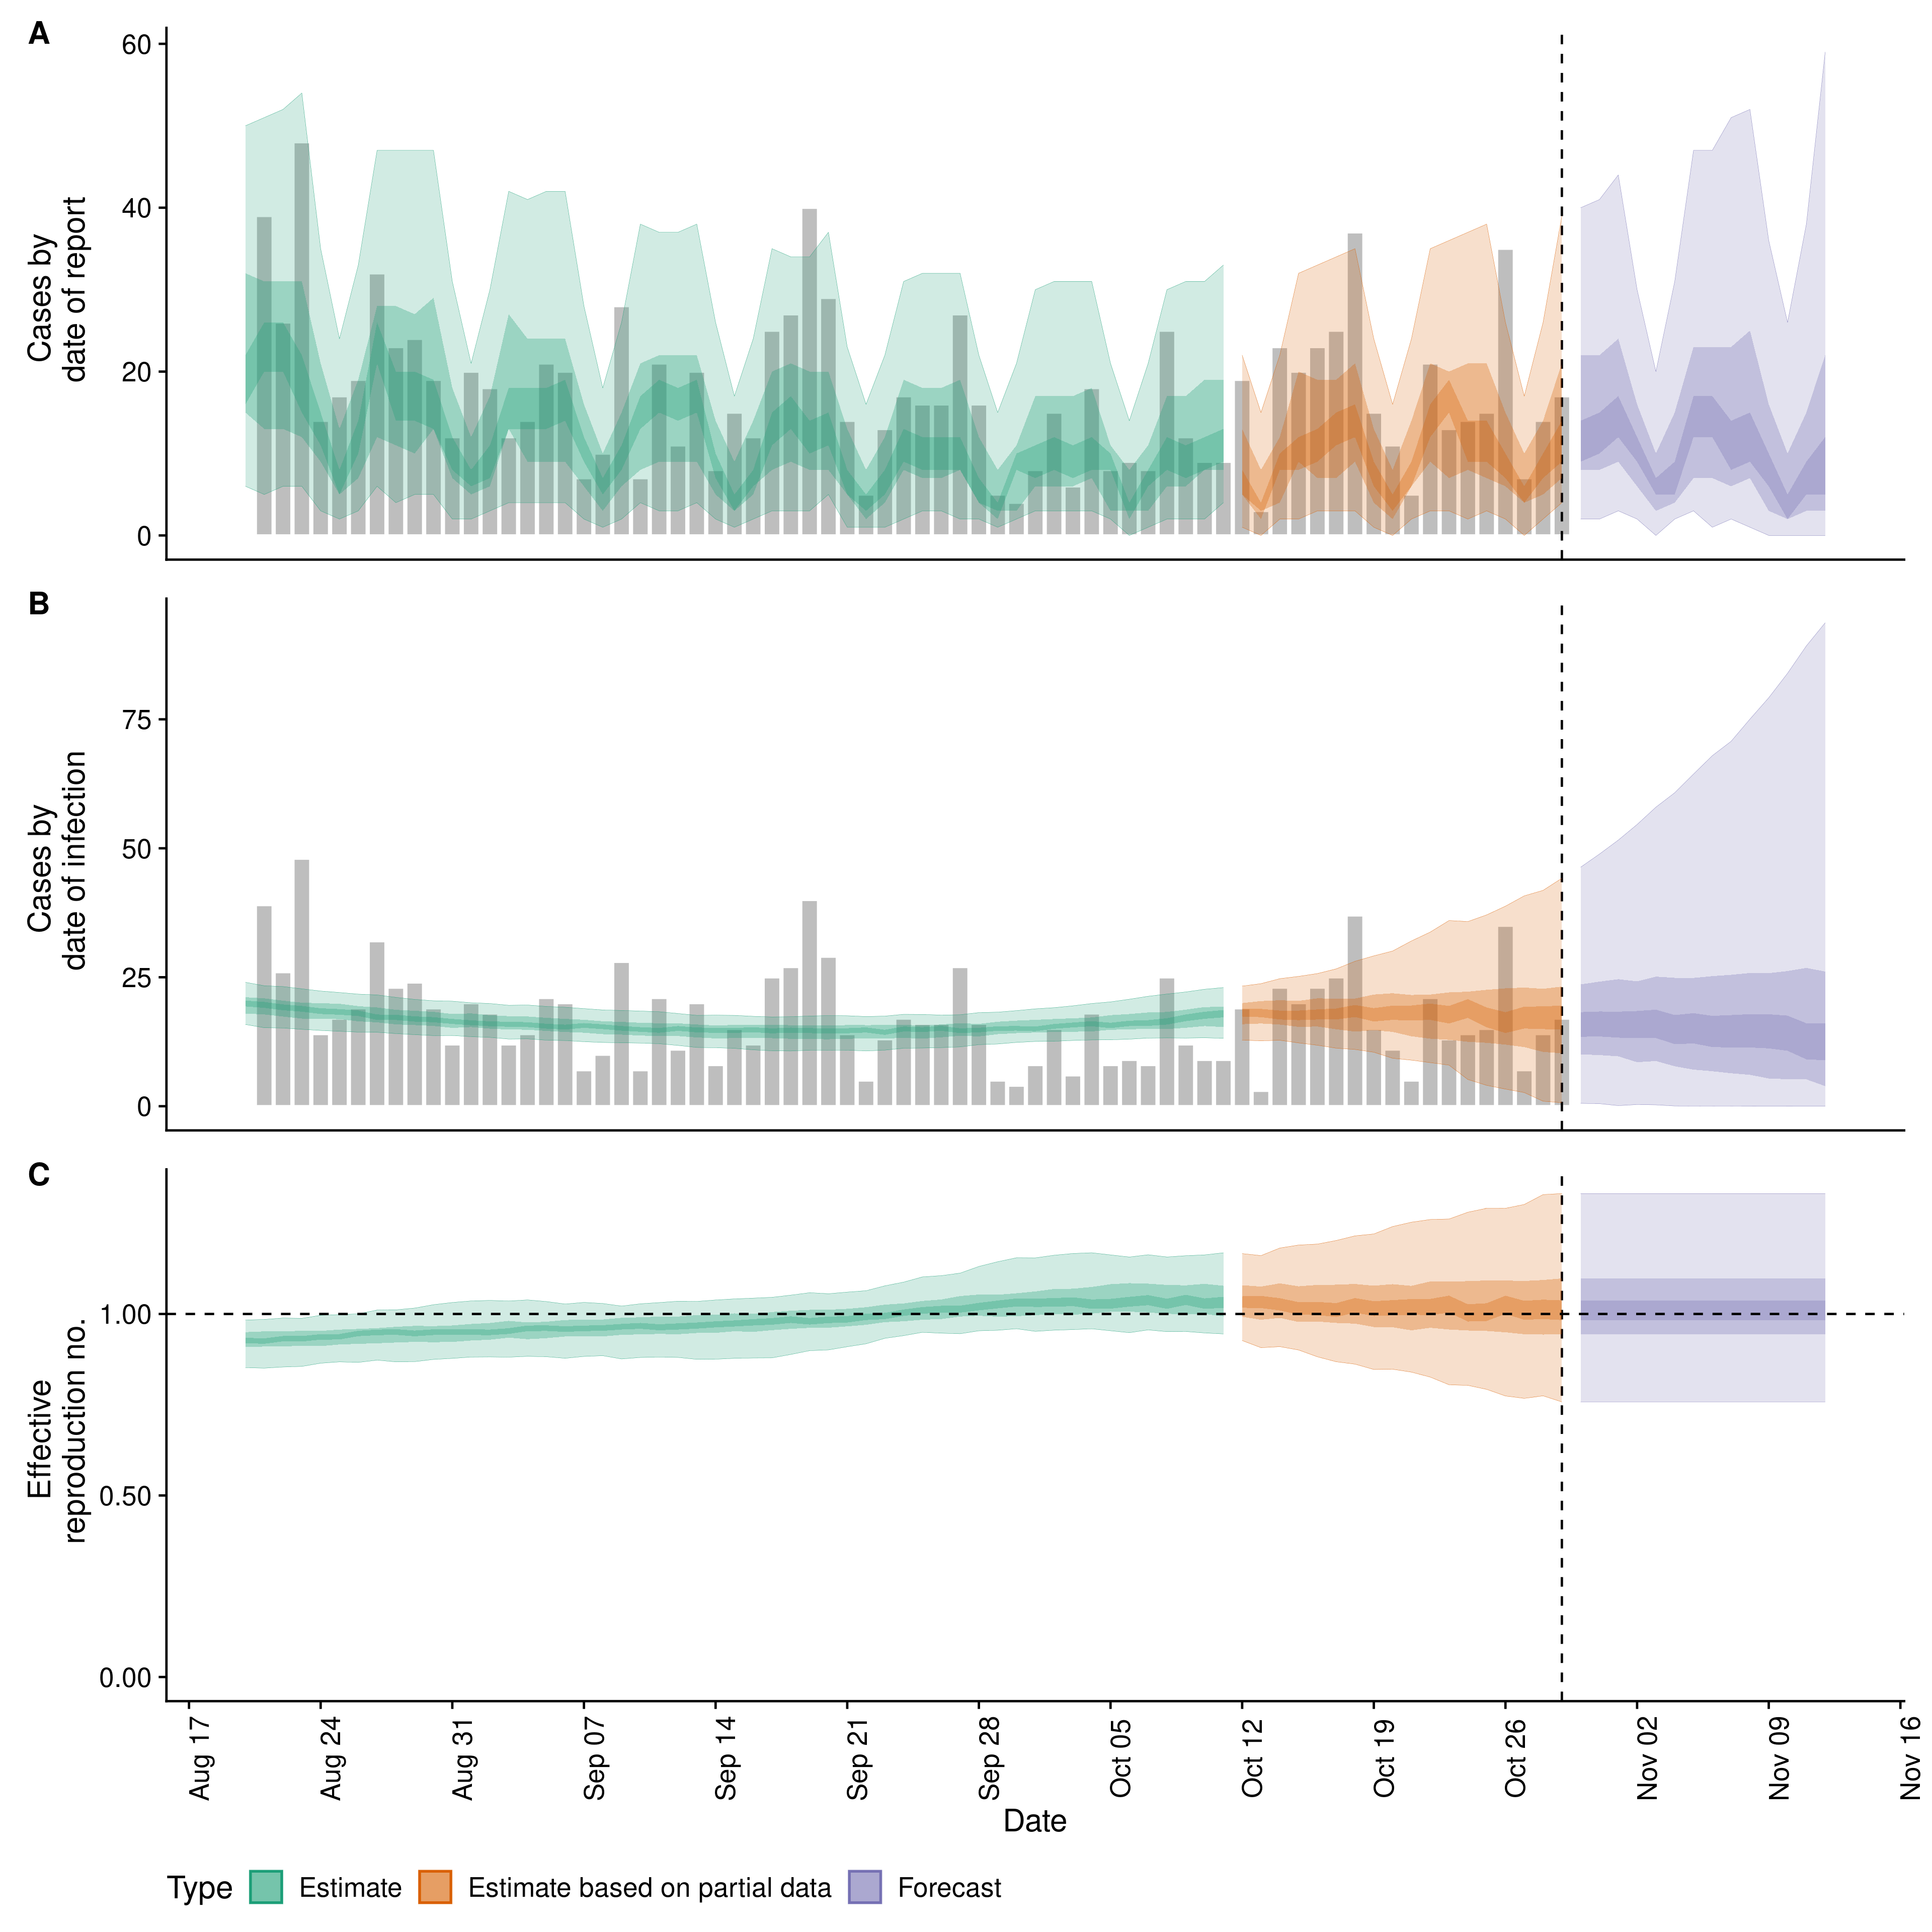 A
60
40
20
0
Cases by
date of report
B
75
50
25
0
Cases by
date of infection
C
1.00
0.50
0.00
Effective
reproduction no.
Aug 17
Aug 24
Aug 31
Sep 07
Sep 14
Sep 21
Sep 28
Oct 05
Oct 12
Oct 19
Oct 26
Nov 02
Nov 09
Nov 16
Date
Type Estimate Estimate based on partial data Forecast